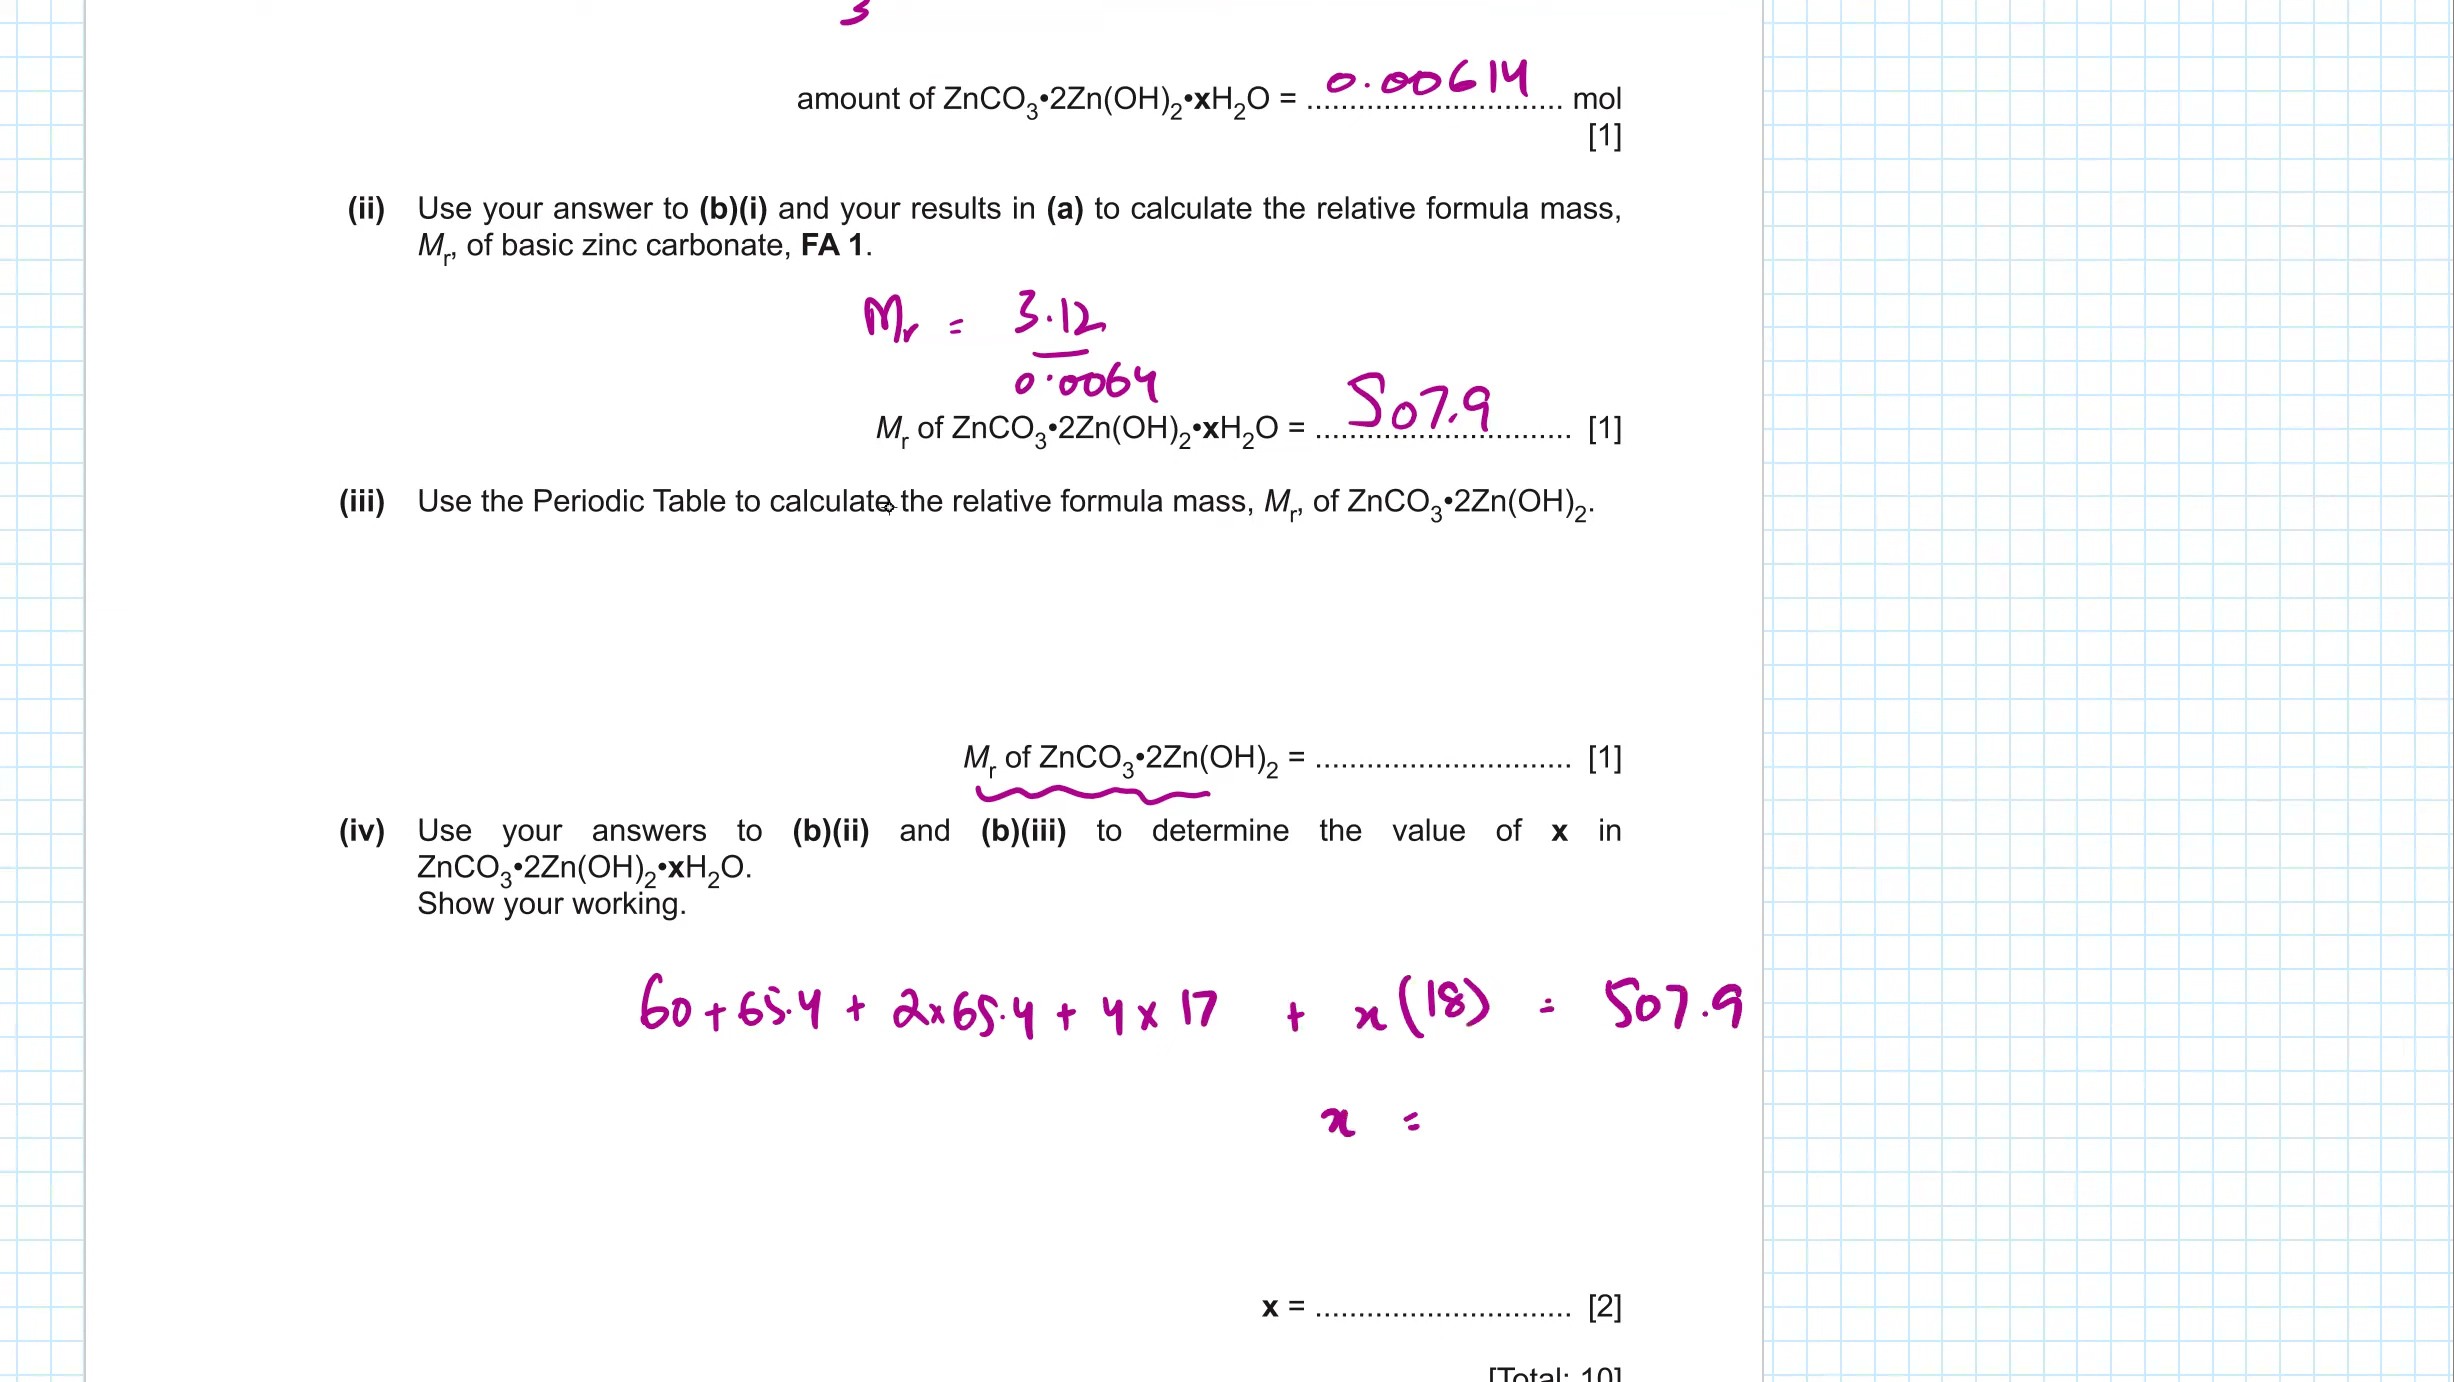 3
amount of ZnCO₃•2Zn(OH)₂•xH₂O = 0.00614 mol
[1]
(ii) Use your answer to (b)(i) and your results in (a) to calculate the relative formula mass,
Mᵣ, of basic zinc carbonate, FA 1.
Mr = 3.12
0.0064
Mᵣ of ZnCO₃•2Zn(OH)₂•xH₂O = 507.9 [1]
(iii) Use the Periodic Table to calculate the relative formula mass, Mᵣ, of ZnCO₃•2Zn(OH)₂.
Mᵣ of ZnCO₃•2Zn(OH)₂ = .............................. [1]
(iv) Use your answers to (b)(ii) and (b)(iii) to determine the value of x in
ZnCO₃•2Zn(OH)₂•xH₂O.
Show your working.
60 + 65.4 + 2x65.4 + 4 x 17 + x(18) = 507.9
x =
x = .............................. [2]
[Total: 10]